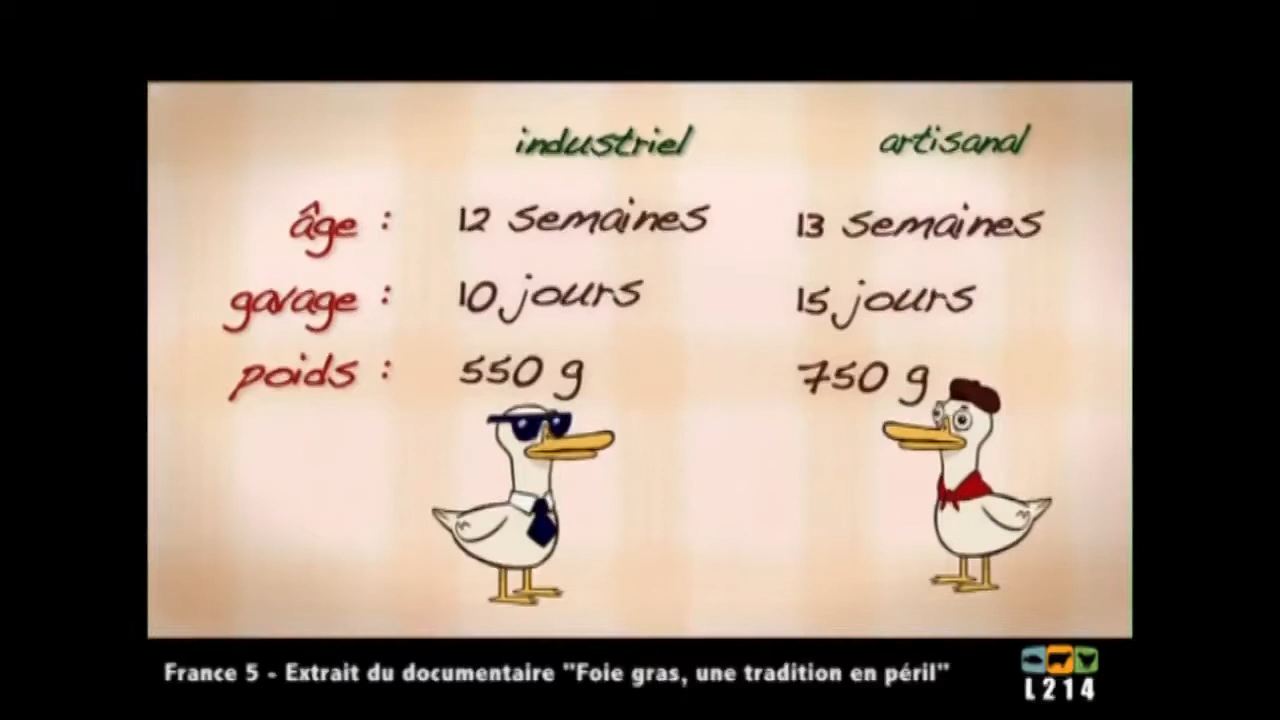 industriel artisanal
âge : 12 semaines 13 semaines
gavage : 10 jours 15 jours
poids : 550 g 750 g
France 5 - Extrait du documentaire "Foie gras, une tradition en péril"
L214